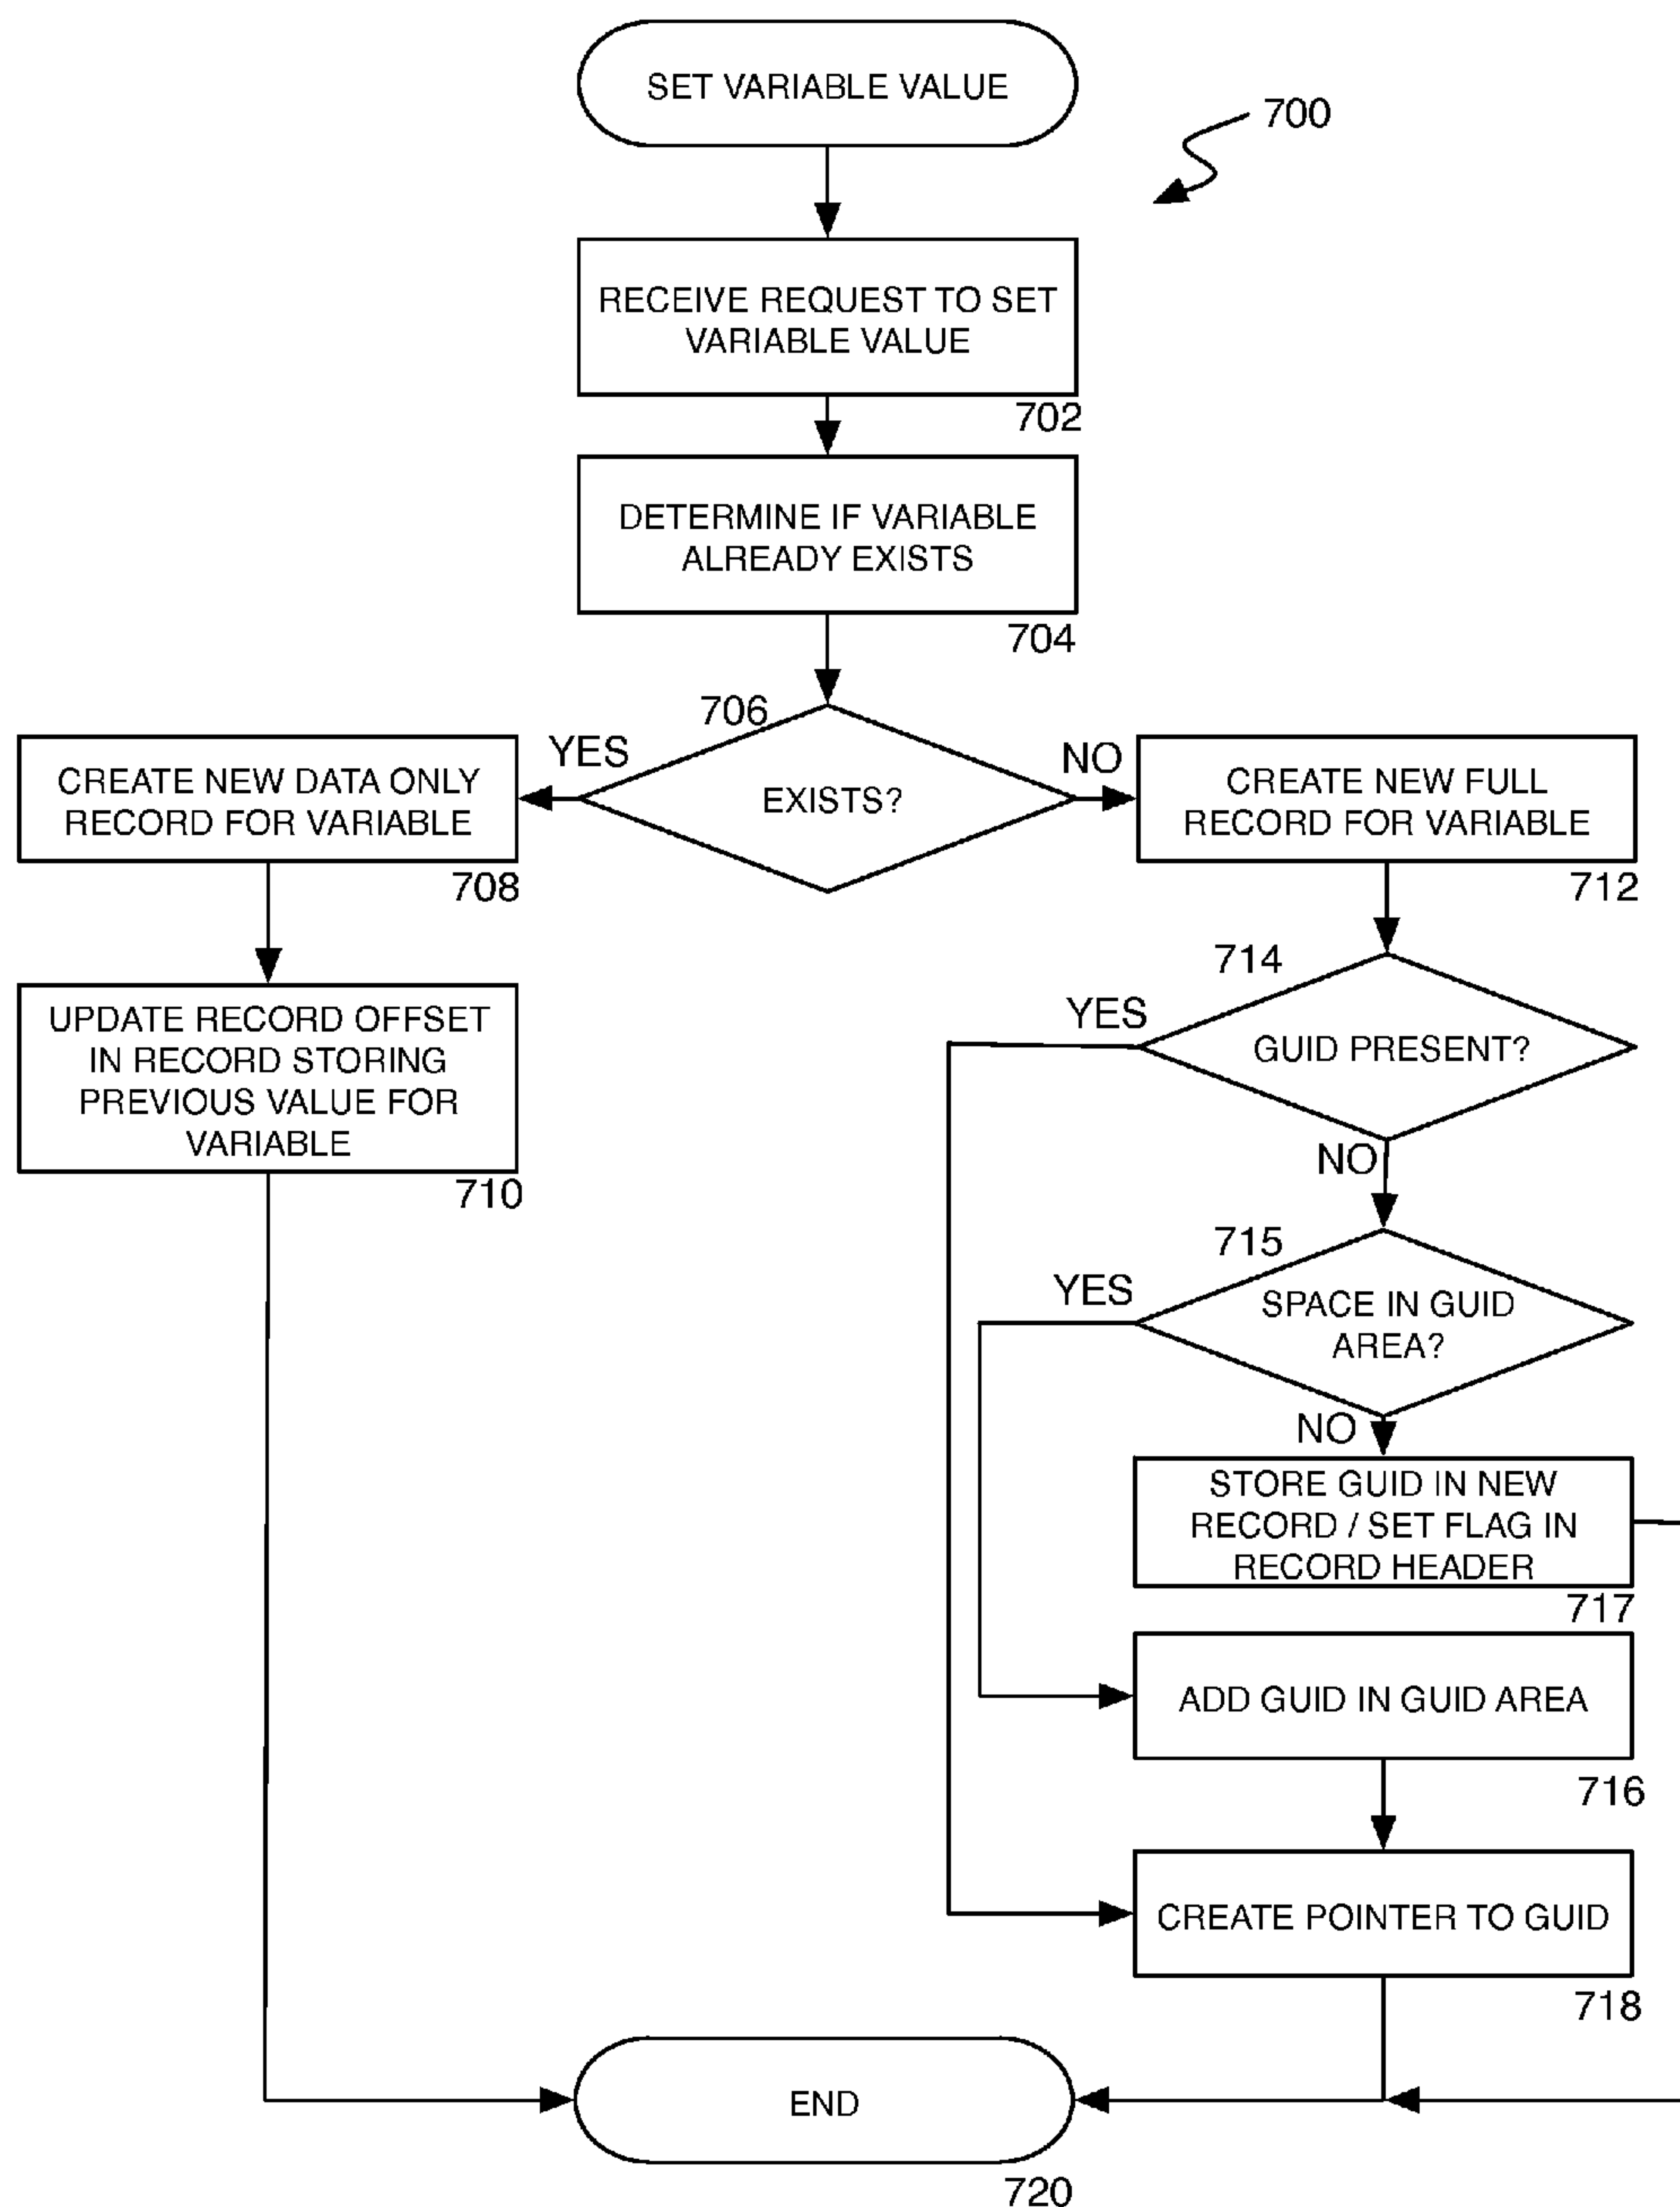 SET VARIABLE VALUE
700
RECEIVE REQUEST TO SET
VARIABLE VALUE
702
DETERMINE IF VARIABLE
ALREADY EXISTS
704
706
YES
EXISTS?
NO
CREATE NEW DATA ONLY
RECORD FOR VARIABLE
708
UPDATE RECORD OFFSET
IN RECORD STORING
PREVIOUS VALUE FOR
VARIABLE
710
CREATE NEW FULL
RECORD FOR VARIABLE
712
714
YES
GUID PRESENT?
NO
715
YES
SPACE IN GUID
AREA?
NO
STORE GUID IN NEW
RECORD / SET FLAG IN
RECORD HEADER
717
ADD GUID IN GUID AREA
716
CREATE POINTER TO GUID
718
END
720